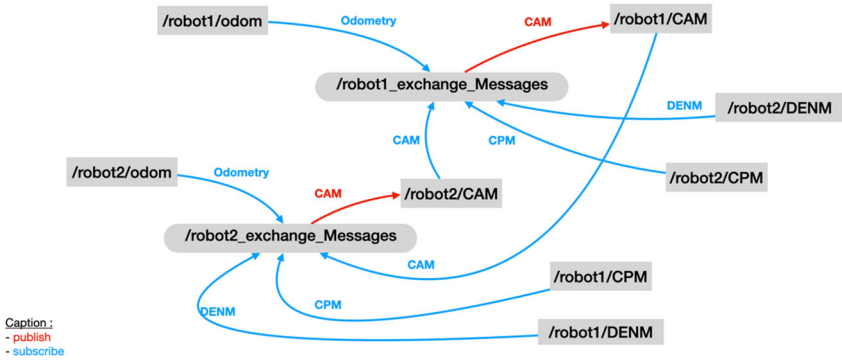 /robot1/odom
Odometry
CAM
/robot1/CAM
/robot1_exchange_Messages
DENM
/robot2/DENM
CAM
CPM
/robot2/odom
Odometry
/robot2/CPM
CAM
/robot2/CAM
/robot2_exchange_Messages
CAM
/robot1/CPM
DENM
CPM
/robot1/DENM
Caption :
- publish
- subscribe